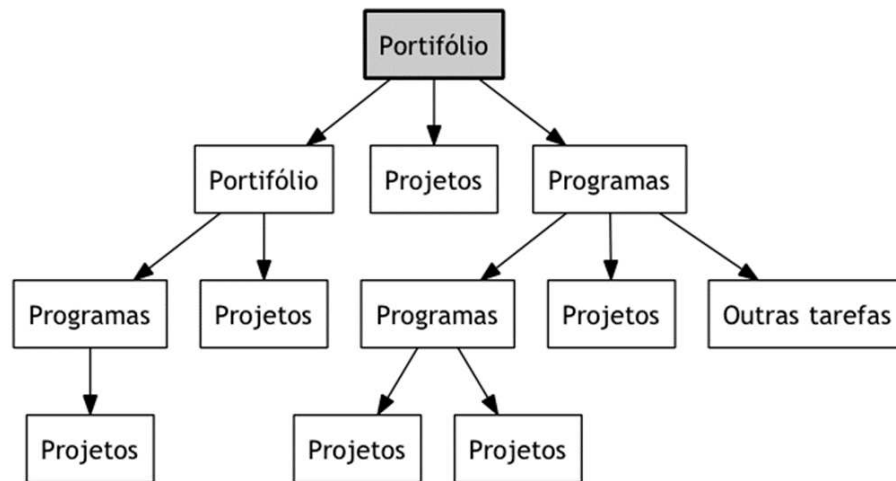 Portifólio
Portifólio
Projetos
Programas
Programas
Projetos
Programas
Projetos
Outras tarefas
Projetos
Projetos
Projetos